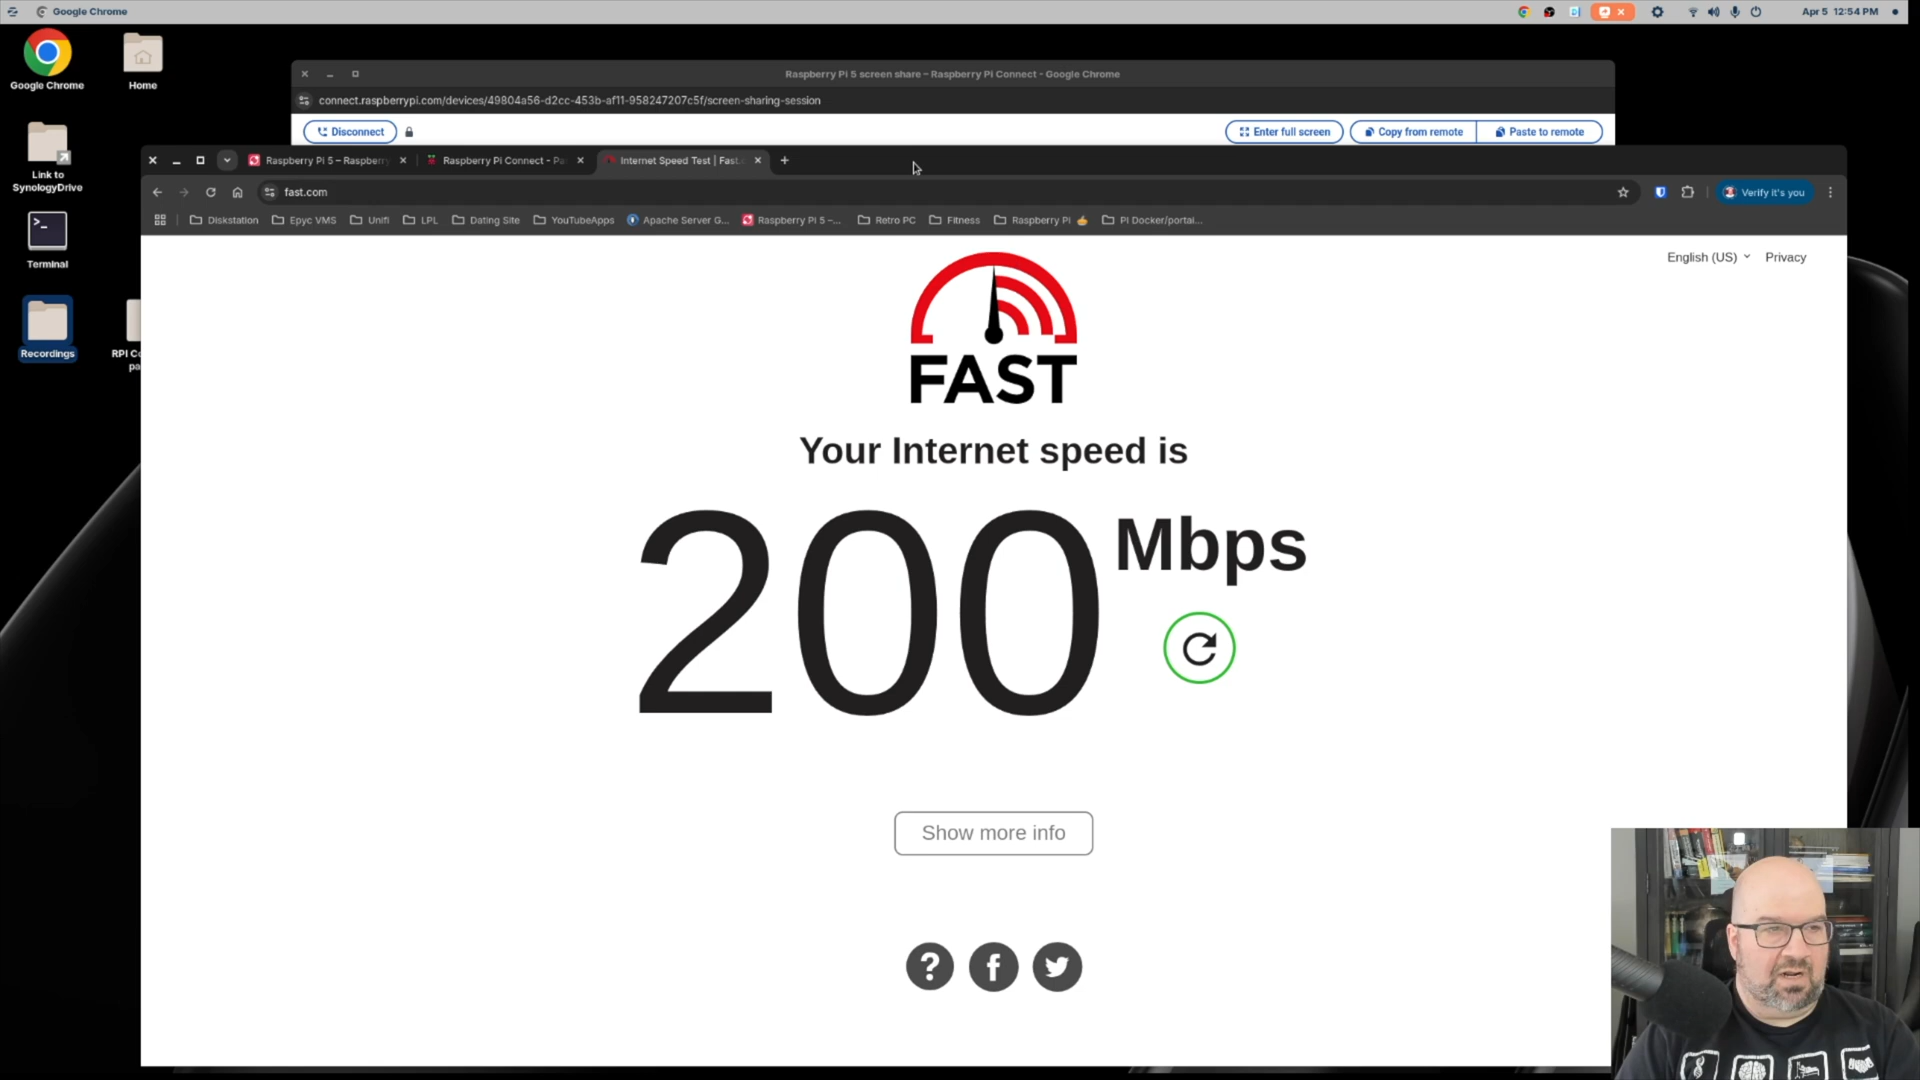 Google Chrome
Apr 5 12:54 PM
Google Chrome
Home
Link to
SynologyDrive
Terminal
Recordings
Raspberry Pi 5 screen share – Raspberry Pi Connect - Google Chrome
connect.raspberrypi.com/devices/49804a56-d2cc-453b-af11-958247207c5f/screen-sharing-session
Disconnect
Enter full screen
Copy from remote
Paste to remote
Raspberry Pi 5 – Raspberry
Raspberry Pi Connect -
Internet Speed Test | Fast.
fast.com
Verify it's you
Diskstation
Epyc VMS
Unifi
LPL
Dating Site
YouTubeApps
Apache Server G...
Raspberry Pi 5 –...
Retro PC
Fitness
Raspberry Pi
Pi Docker/portai...
English (US)
Privacy
FAST
Your Internet speed is
200 Mbps
Show more info